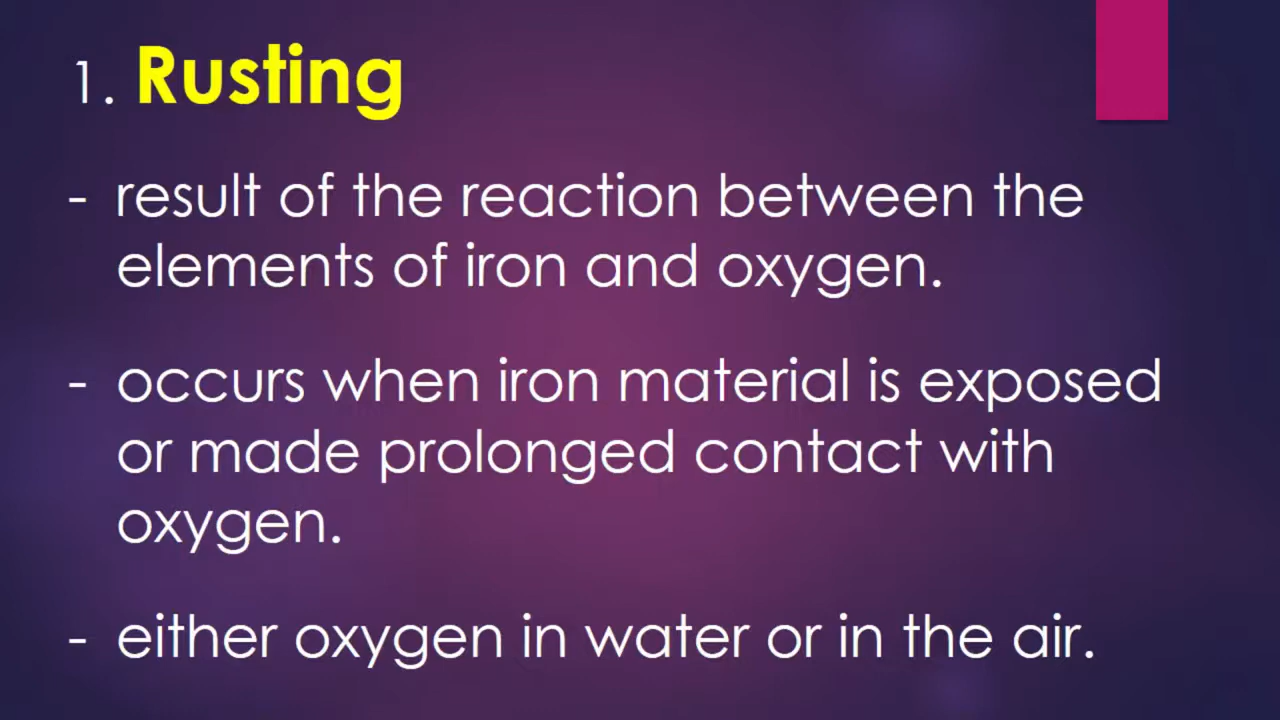 1. Rusting
- result of the reaction between the
elements of iron and oxygen.
- occurs when iron material is exposed
or made prolonged contact with
oxygen.
- either oxygen in water or in the air.